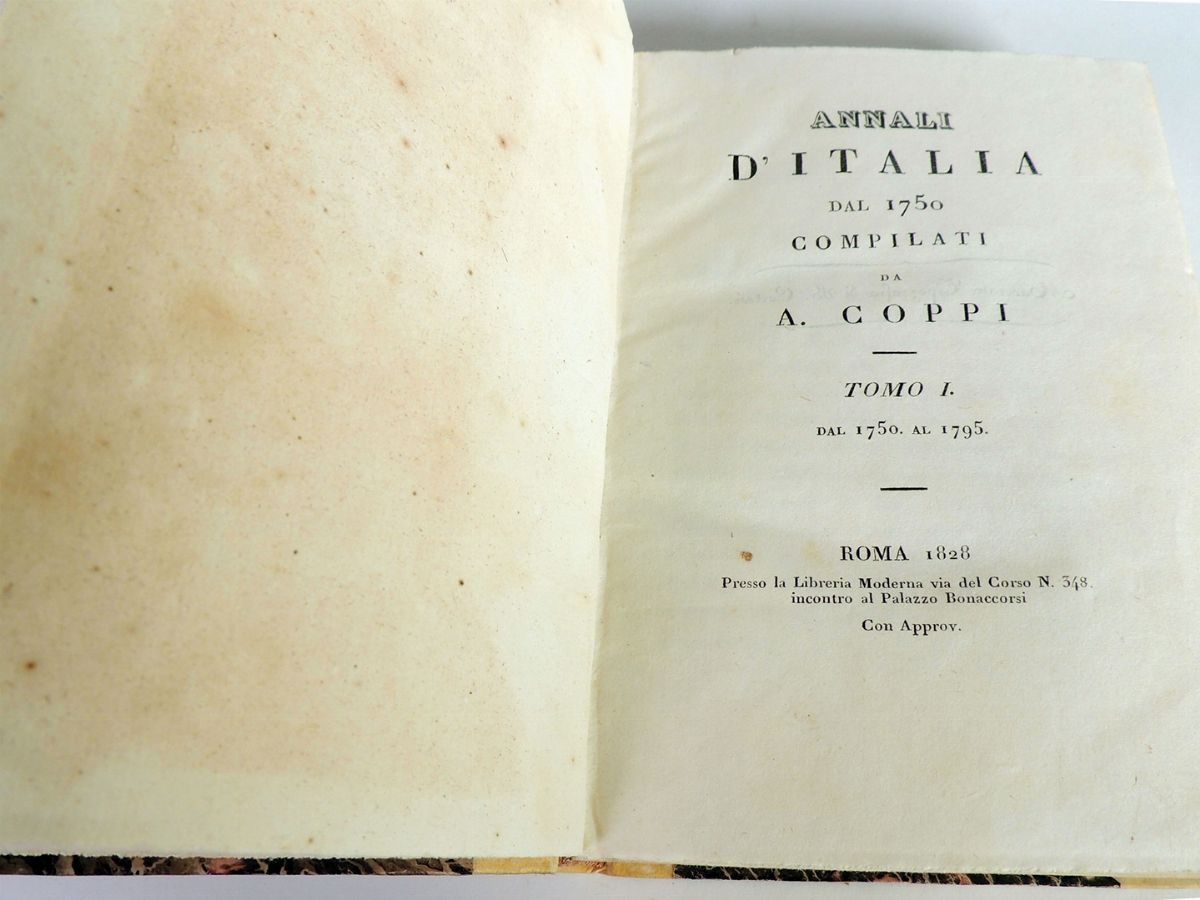 ANNALI
D'ITALIA
DAL 1750
COMPILATI
DA
A. COPPI
TOMO I.
DAL 1750. AL 1795.
ROMA 1828
Presso la Libreria Moderna via del Corso N. 348.
incontro al Palazzo Bonaccorsi
Con Approv.